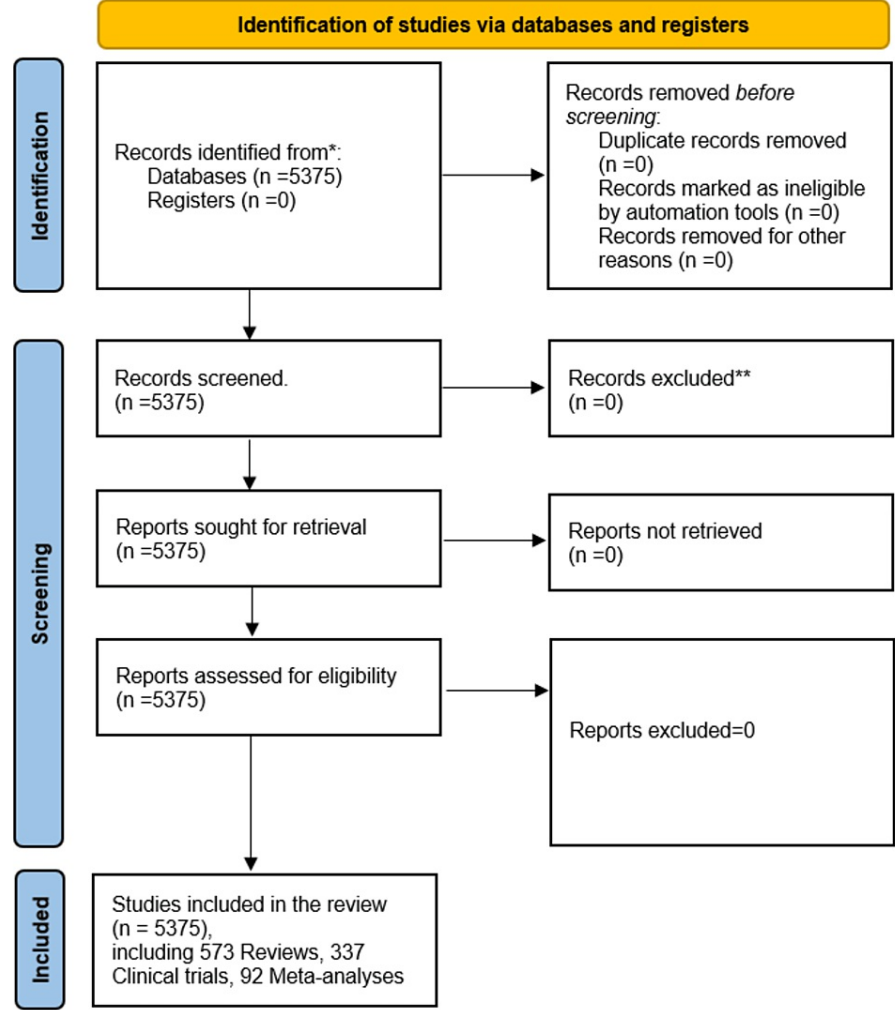 Identification of studies via databases and registers
Identification
Records identified from*:
Databases (n =5375)
Registers (n =0)
Records removed before
screening:
Duplicate records removed
(n =0)
Records marked as ineligible
by automation tools (n =0)
Records removed for other
reasons (n =0)
Screening
Records screened.
(n =5375)
Records excluded**
(n =0)
Reports sought for retrieval
(n =5375)
Reports not retrieved
(n =0)
Reports assessed for eligibility
(n =5375)
Reports excluded=0
Included
Studies included in the review
(n = 5375),
including 573 Reviews, 337
Clinical trials, 92 Meta-analyses